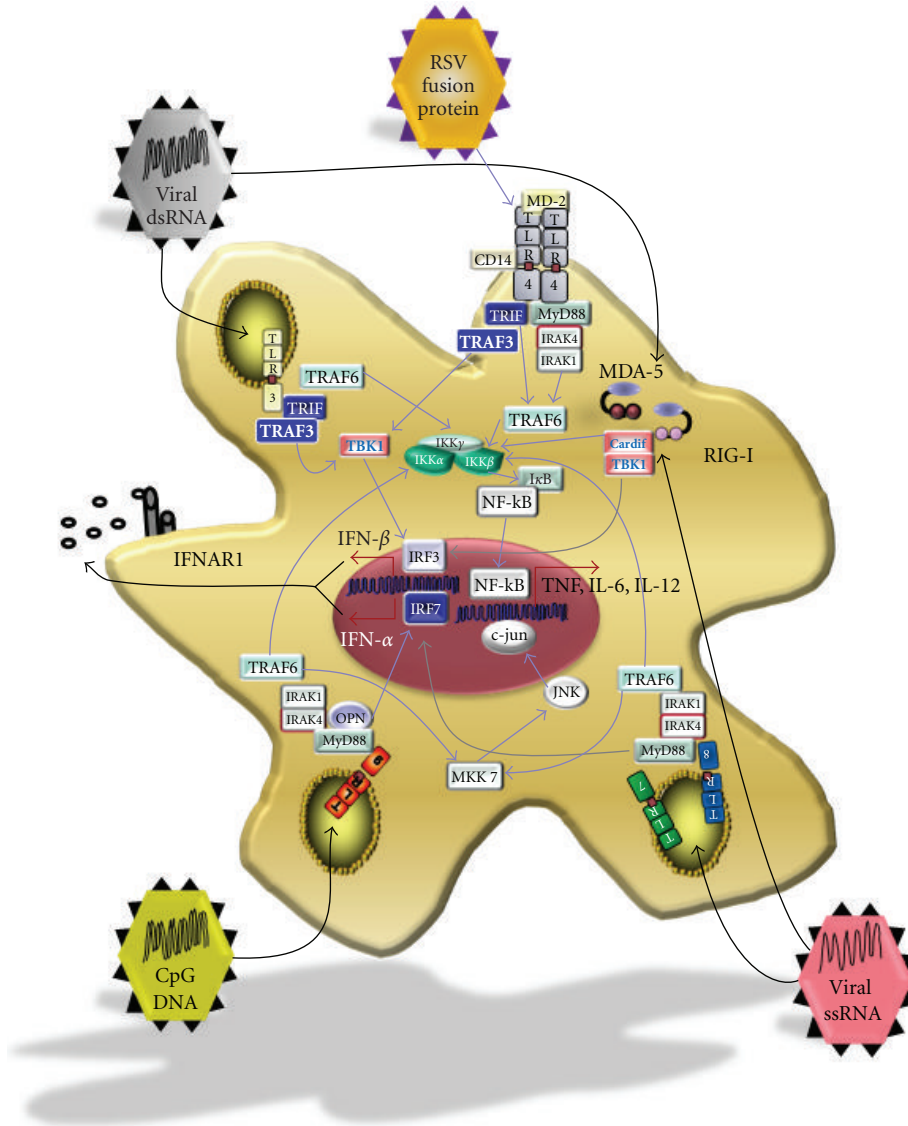 RSV
fusion
protein
Viral
dsRNA
MD-2
T L R 4
T L R 4
CD14
TRIF
MyD88
TRAF3
IRAK4
IRAK1
MDA-5
T L R 3
TRAF6
TRIF
TRAF3
TRAF6
TBK1
IKKγ
IKKα
IKKβ
Cardif
TBK1
RIG-I
IκB
NF-kB
IFNAR1
IFN-β
IRF3
NF-kB
TNF, IL-6, IL-12
IRF7
IFN-α
c-jun
TRAF6
JNK
TRAF6
IRAK1
IRAK4
OPN
MyD88
IRAK1
IRAK4
MyD88
MKK 7
T L R
T L R 7
T L R 8
CpG
DNA
Viral
ssRNA